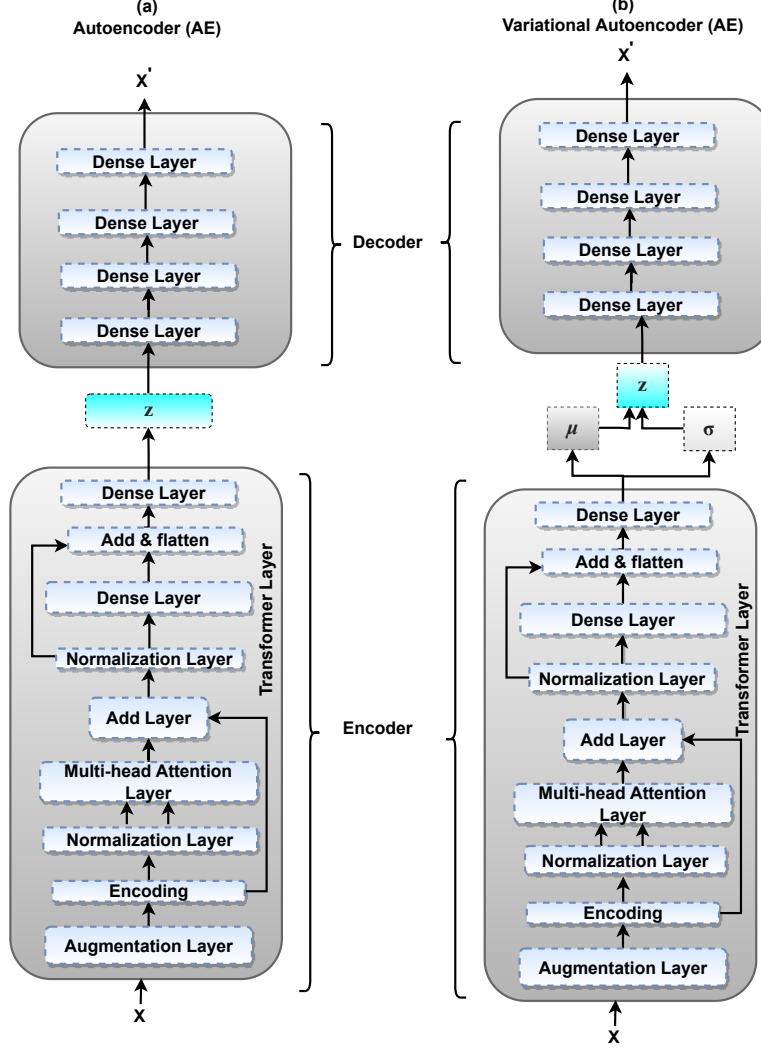 (a)
Autoencoder (AE)
X'
Dense Layer
Dense Layer
Dense Layer
Dense Layer
z
Dense Layer
Add & flatten
Dense Layer
Normalization Layer
Add Layer
Multi-head Attention
Layer
Normalization Layer
Encoding
Augmentation Layer
Transformer Layer
X
Decoder
Encoder
(b)
Variational Autoencoder (AE)
X'
Dense Layer
Dense Layer
Dense Layer
Dense Layer
z
μ
σ
Dense Layer
Add & flatten
Dense Layer
Normalization Layer
Add Layer
Multi-head Attention
Layer
Normalization Layer
Encoding
Augmentation Layer
Transformer Layer
X